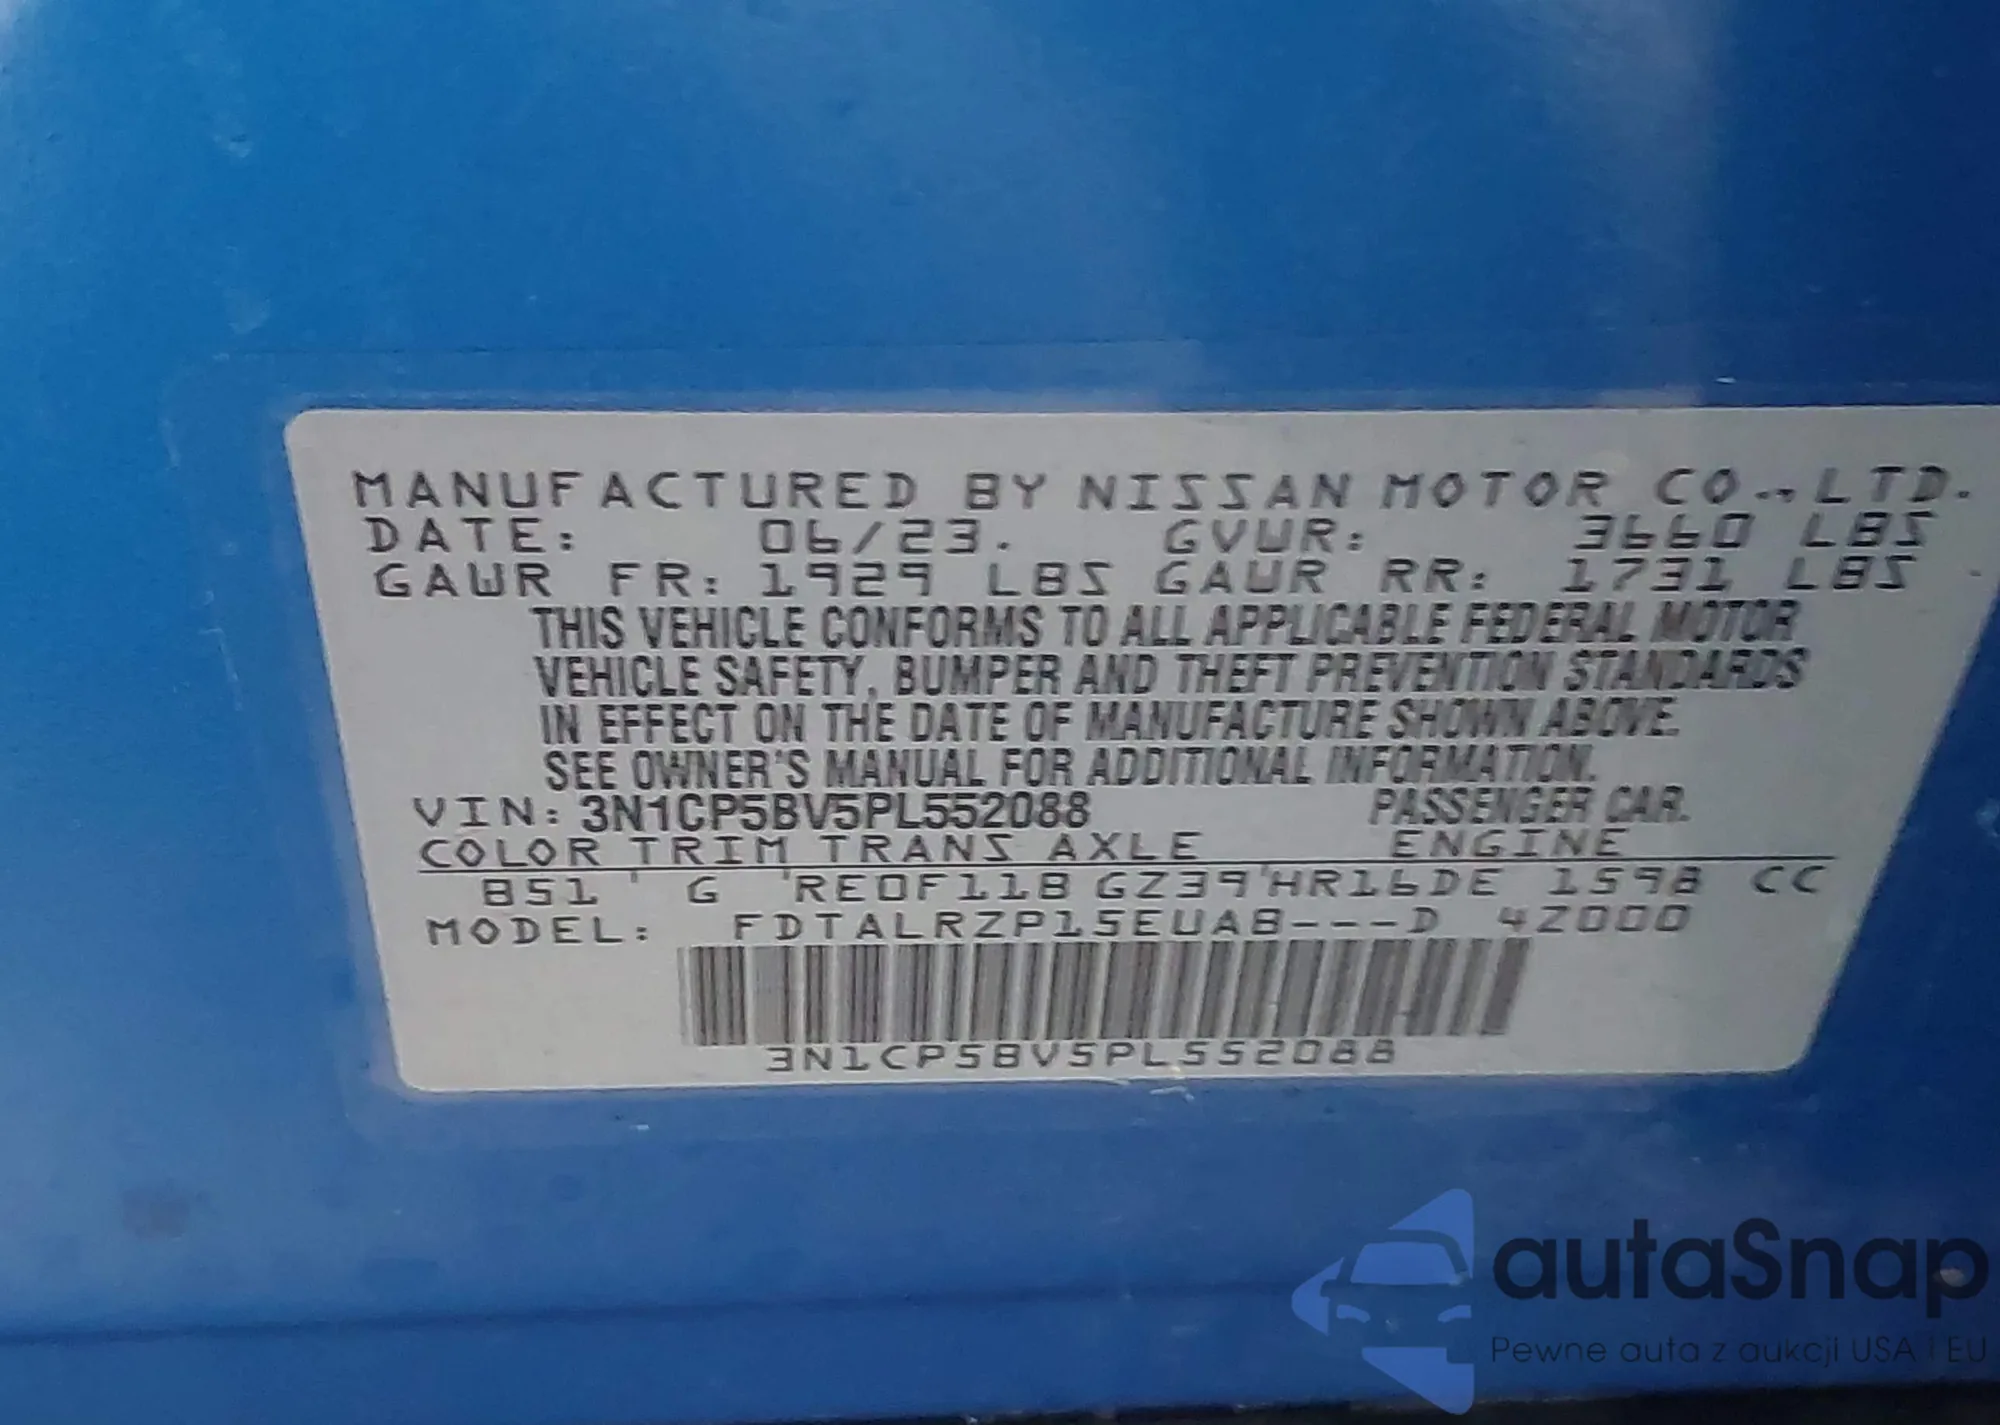 MANUFACTURED BY NISSAN MOTOR CO., LTD.
DATE: 06/23. GVWR: 3660 LBS
GAWR FR: 1929 LBS GAWR RR: 1731 LBS
THIS VEHICLE CONFORMS TO ALL APPLICABLE FEDERAL MOTOR
VEHICLE SAFETY, BUMPER AND THEFT PREVENTION STANDARDS
IN EFFECT ON THE DATE OF MANUFACTURE SHOWN ABOVE.
SEE OWNER'S MANUAL FOR ADDITIONAL INFORMATION.
VIN: 3N1CP5BV5PL552088 PASSENGER CAR.
COLOR TRIM TRANS AXLE ENGINE
B51 G RE0F11B GZ39 HR16DE 1598 CC
MODEL: FDTALRZP15EUAB---D 4Z000
3N1CP5BV5PL552088
autaSnap
Pewne auta z aukcji USA i EU